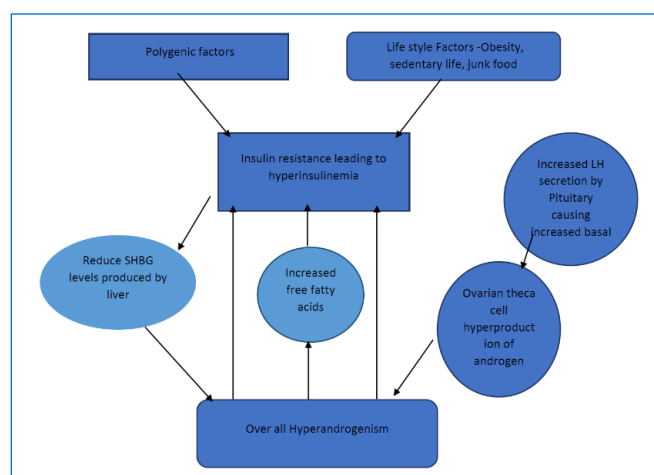 Polygenic factors
Life style Factors -Obesity,
sedentary life, junk food
Insulin resistance leading to
hyperinsulinemia
Increased LH
secretion by
Pituitary causing
increased basal
Reduce SHBG
levels produced by
liver
Increased
free fatty
acids
Ovarian theca
cell
hyperproduct
ion of
androgen
Over all Hyperandrogenism